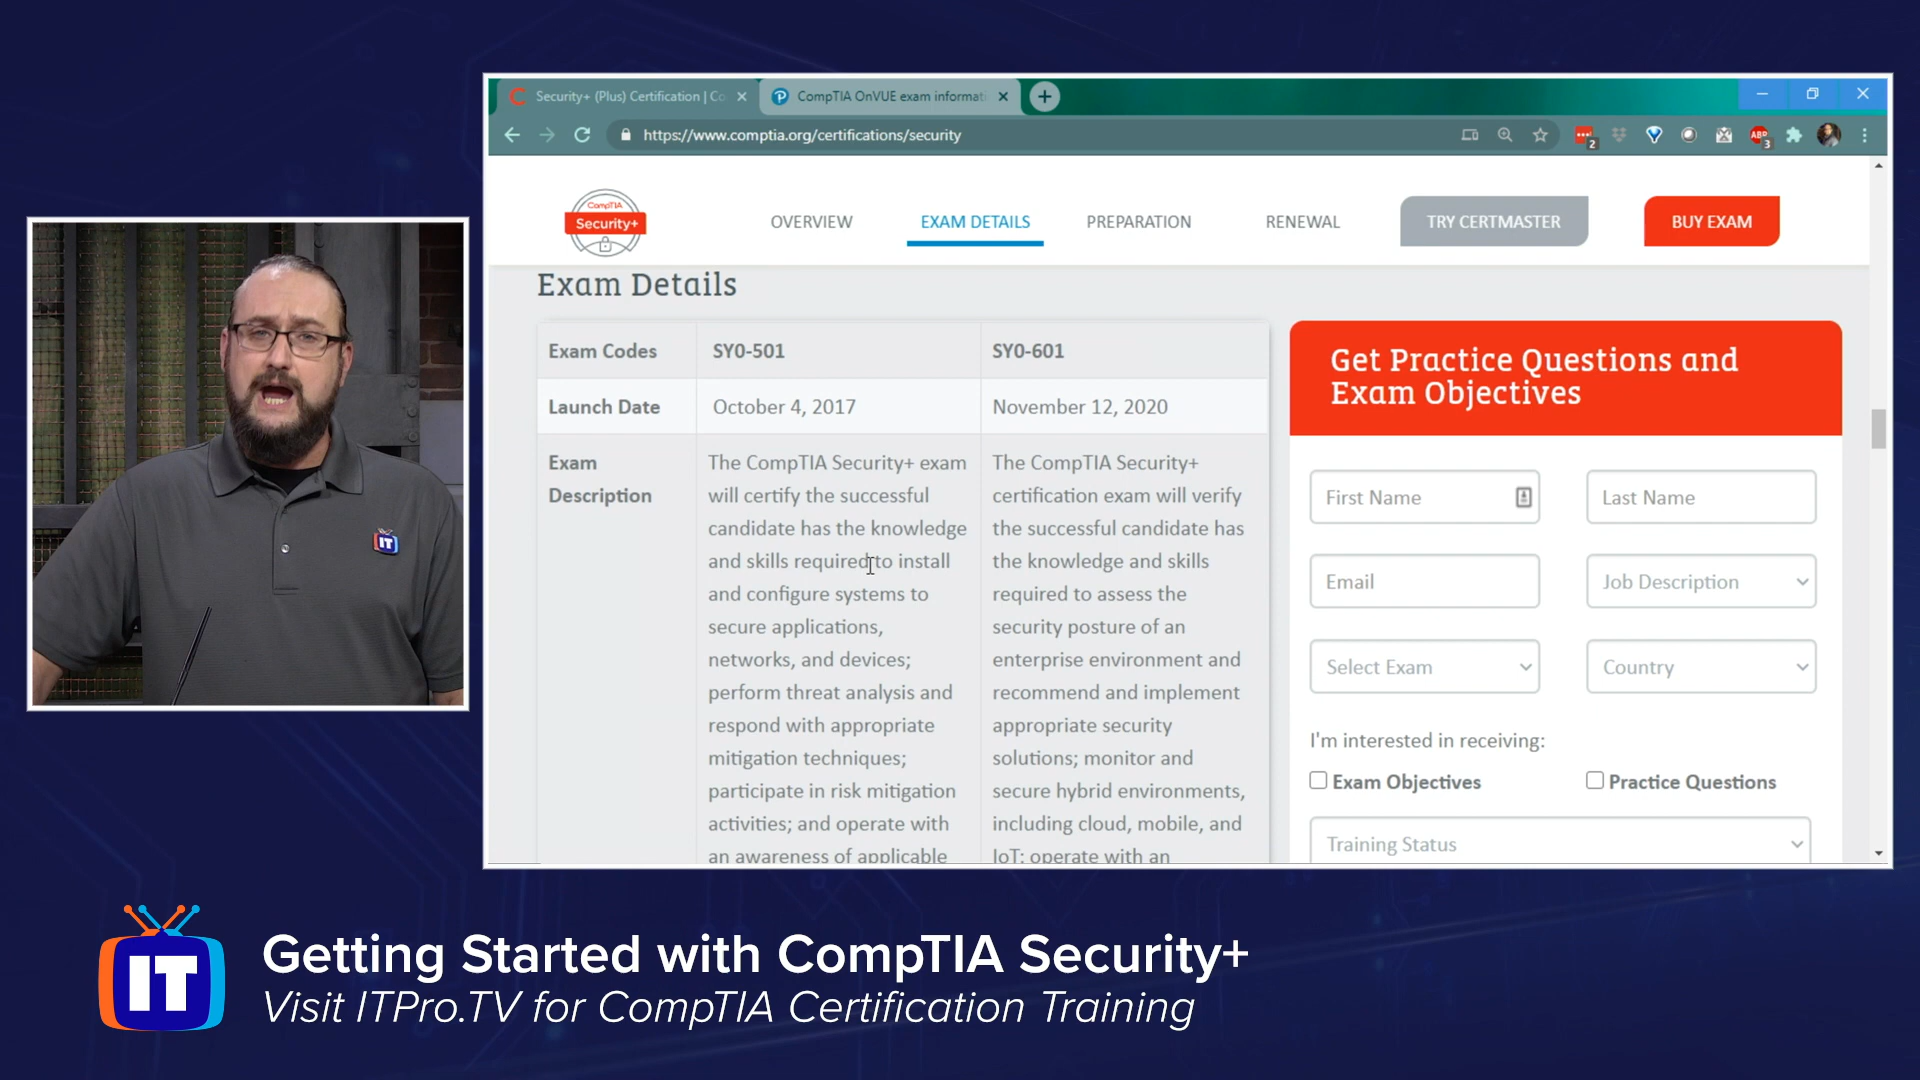 Security+ (Plus) Certification | Co
CompTIA OnVUE exam informati
https://www.comptia.org/certifications/security
2
ABP
3
CompTIA
Security+
OVERVIEW
EXAM DETAILS
PREPARATION
RENEWAL
TRY CERTMASTER
BUY EXAM
Exam Details
Exam Codes
SY0-501
SY0-601
Launch Date
October 4, 2017
November 12, 2020
Exam
Description
The CompTIA Security+ exam
will certify the successful
candidate has the knowledge
and skills required to install
and configure systems to
secure applications,
networks, and devices;
perform threat analysis and
respond with appropriate
mitigation techniques;
participate in risk mitigation
activities; and operate with
an awareness of applicable
The CompTIA Security+
certification exam will verify
the successful candidate has
the knowledge and skills
required to assess the
security posture of an
enterprise environment and
recommend and implement
appropriate security
solutions; monitor and
secure hybrid environments,
including cloud, mobile, and
IoT; operate with an
Get Practice Questions and
Exam Objectives
First Name
Last Name
Email
Job Description
Select Exam
Country
I'm interested in receiving:
Exam Objectives
Practice Questions
Training Status
IT
IT
Getting Started with CompTIA Security+
Visit ITPro.TV for CompTIA Certification Training